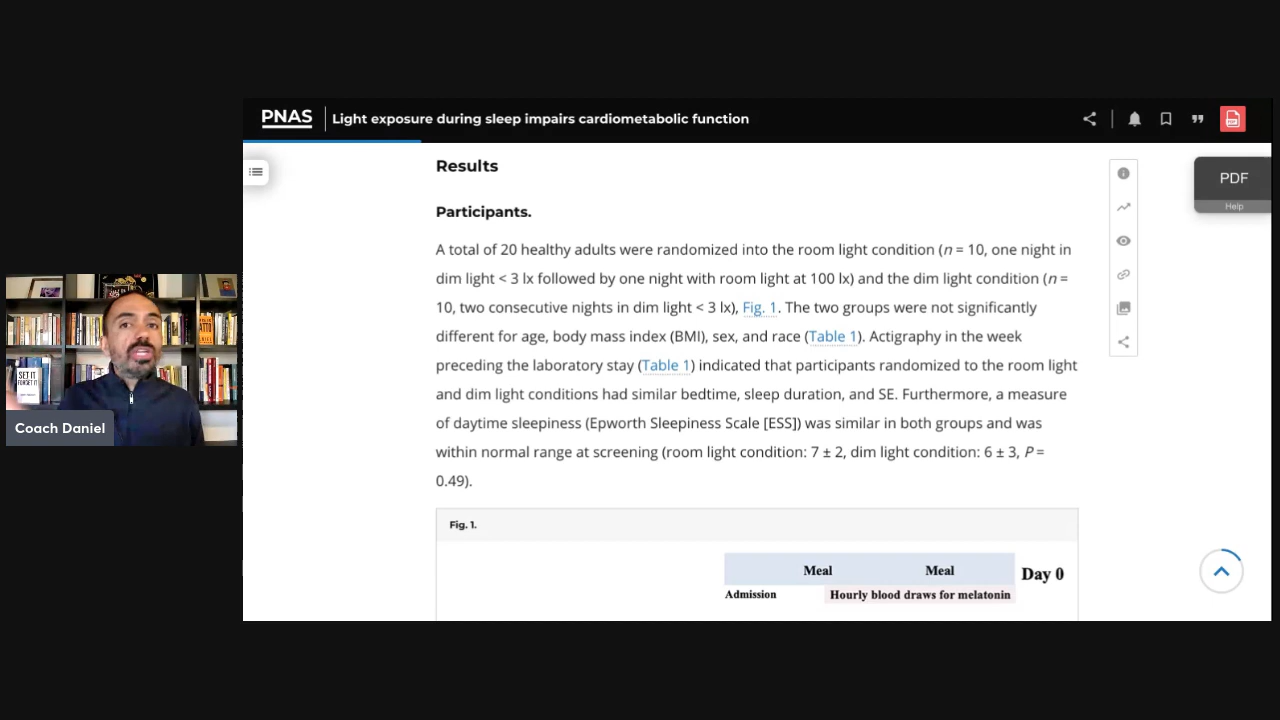 PNAS
Light exposure during sleep impairs cardiometabolic function
PDF
Help
Results
Participants.
A total of 20 healthy adults were randomized into the room light condition (n = 10, one night in
dim light < 3 lx followed by one night with room light at 100 lx) and the dim light condition (n =
10, two consecutive nights in dim light < 3 lx), Fig. 1. The two groups were not significantly
different for age, body mass index (BMI), sex, and race (Table 1). Actigraphy in the week
preceding the laboratory stay (Table 1) indicated that participants randomized to the room light
and dim light conditions had similar bedtime, sleep duration, and SE. Furthermore, a measure
of daytime sleepiness (Epworth Sleepiness Scale [ESS]) was similar in both groups and was
within normal range at screening (room light condition: 7 ± 2, dim light condition: 6 ± 3, P =
0.49).
Fig. 1.
Meal
Meal
Day 0
Admission
Hourly blood draws for melatonin
SET IT
FORGET IT
Coach Daniel